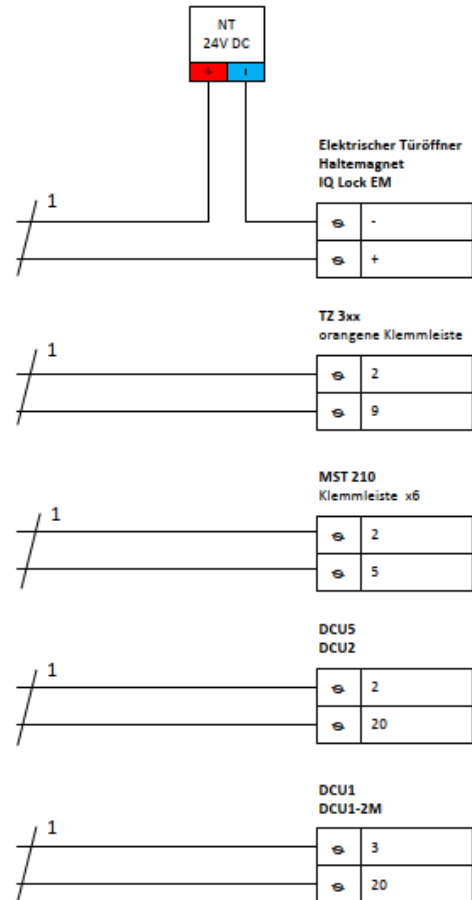 NT
24V DC
+ -
Elektrischer Türöffner
Haltemagnet
IQ Lock EM
1
-
+
TZ 3xx
orangene Klemmleiste
1
2
9
MST 210
Klemmleiste x6
1
2
5
DCU5
DCU2
1
2
20
DCU1
DCU1-2M
1
3
20